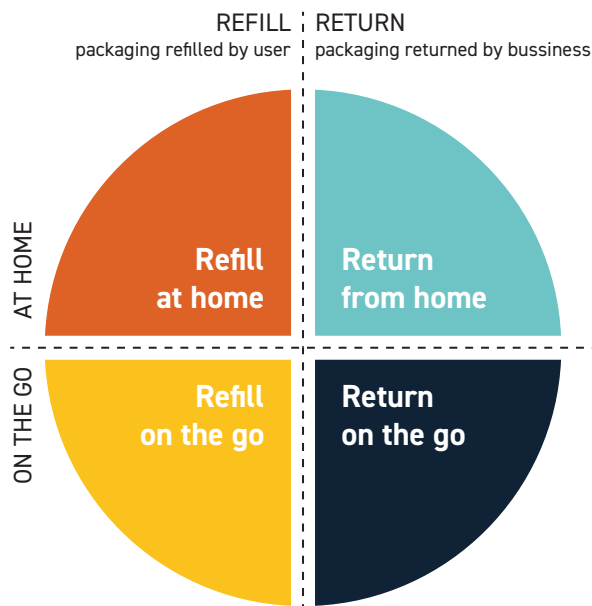 REFILL
packaging refilled by user
RETURN
packaging returned by bussiness
AT HOME
Refill
at home
Return
from home
ON THE GO
Refill
on the go
Return
on the go